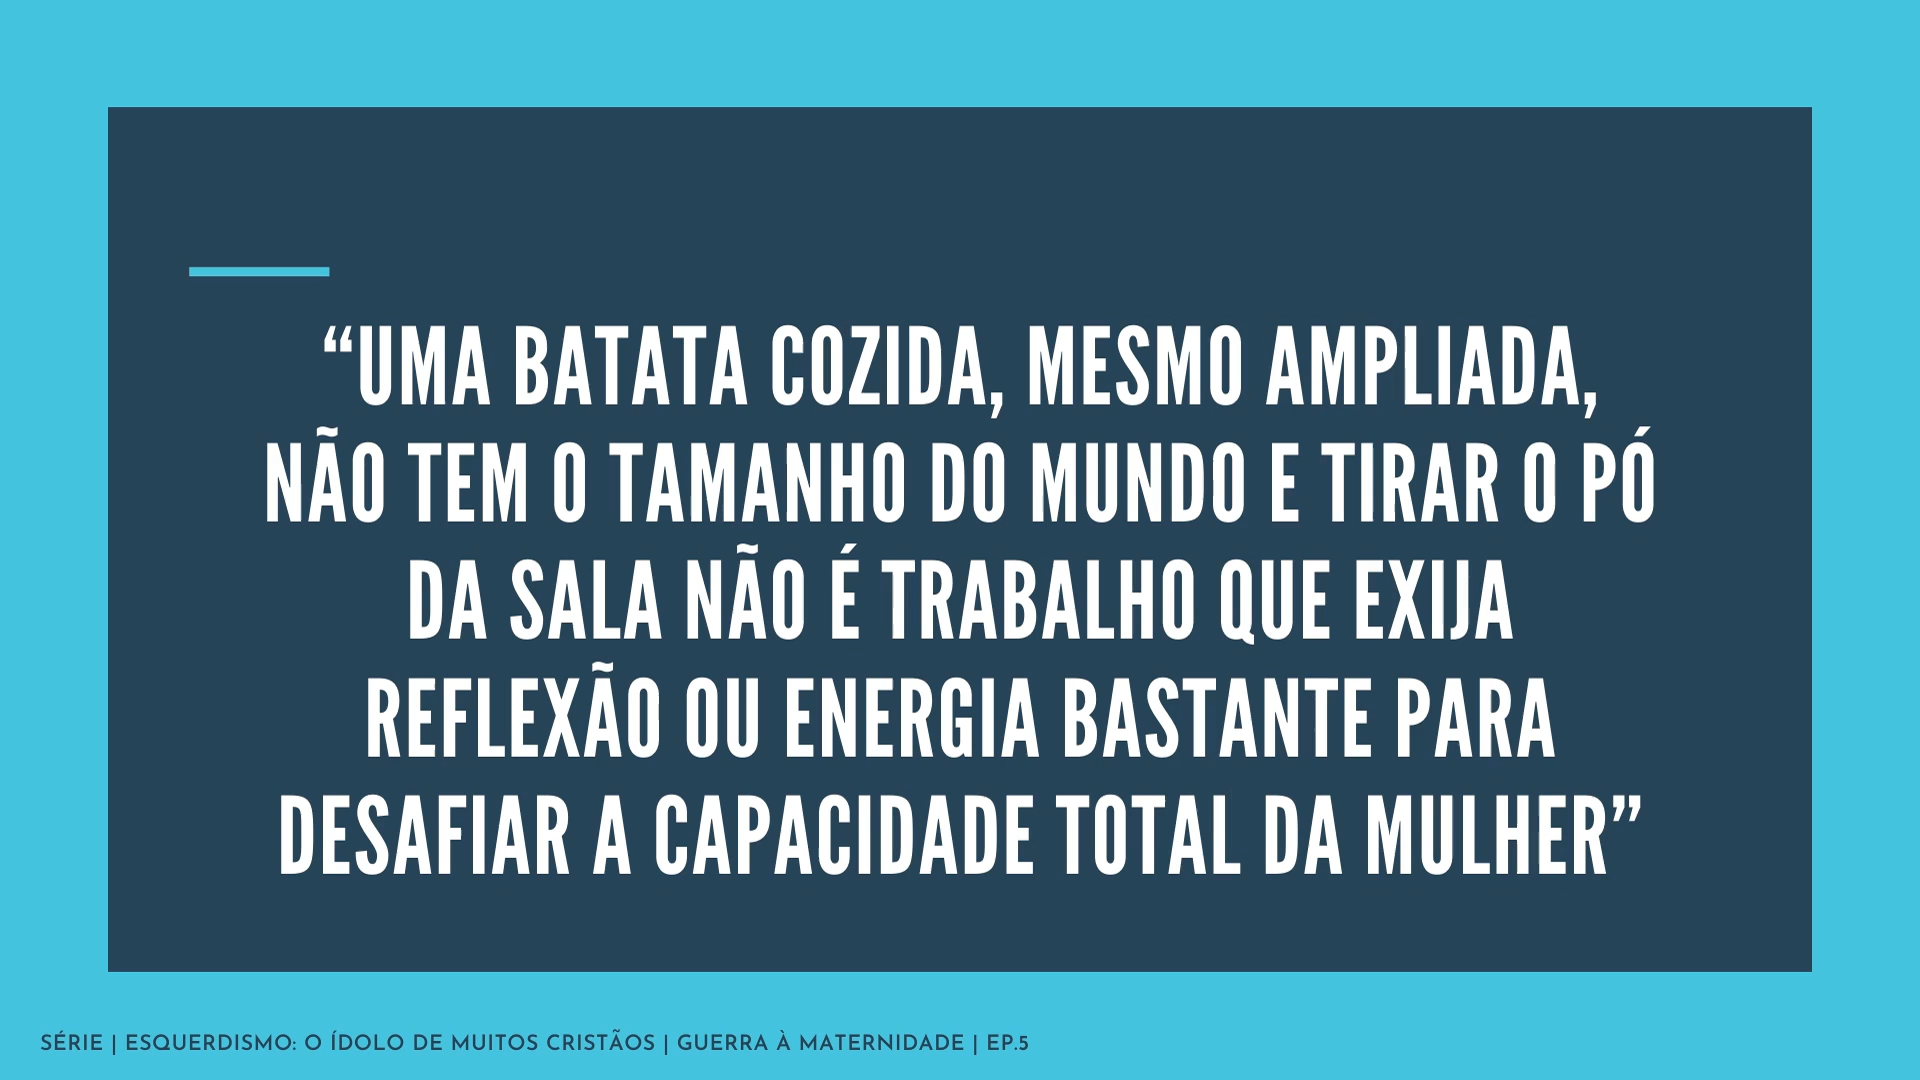 “UMA BATATA COZIDA, MESMO AMPLIADA,
NÃO TEM O TAMANHO DO MUNDO E TIRAR O PÓ
DA SALA NÃO É TRABALHO QUE EXIJA
REFLEXÃO OU ENERGIA BASTANTE PARA
DESAFIAR A CAPACIDADE TOTAL DA MULHER”
SÉRIE | ESQUERDISMO: O ÍDOLO DE MUITOS CRISTÃOS | GUERRA À MATERNIDADE | EP.5